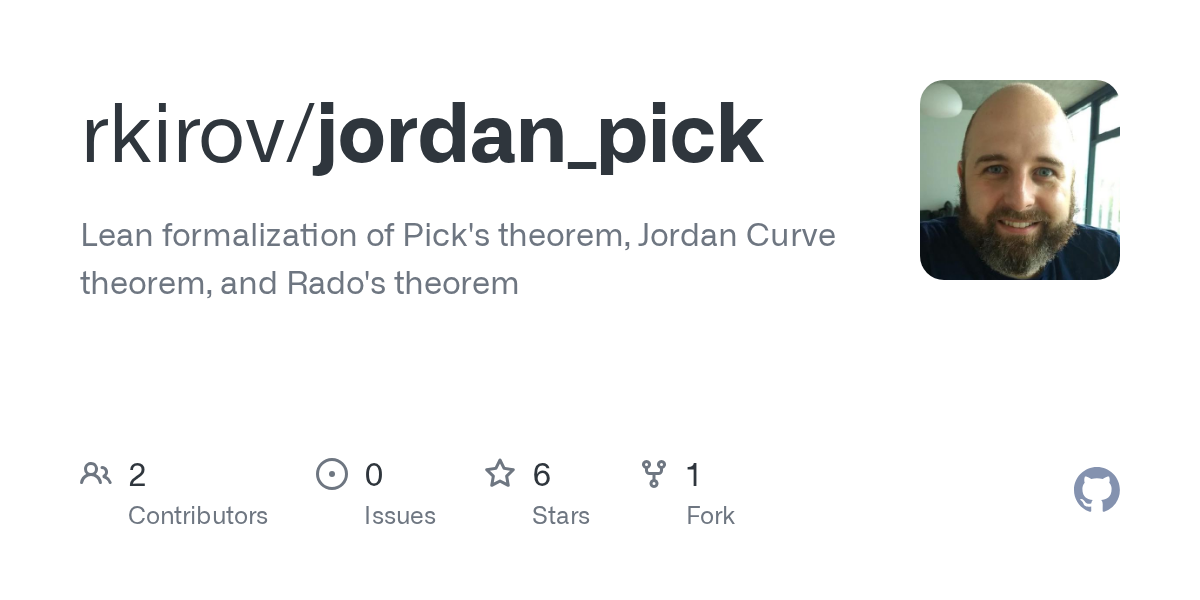 rkirov/jordan_pick
Lean formalization of Pick's theorem, Jordan Curve
theorem, and Rado's theorem
2
Contributors
0
Issues
6
Stars
1
Fork